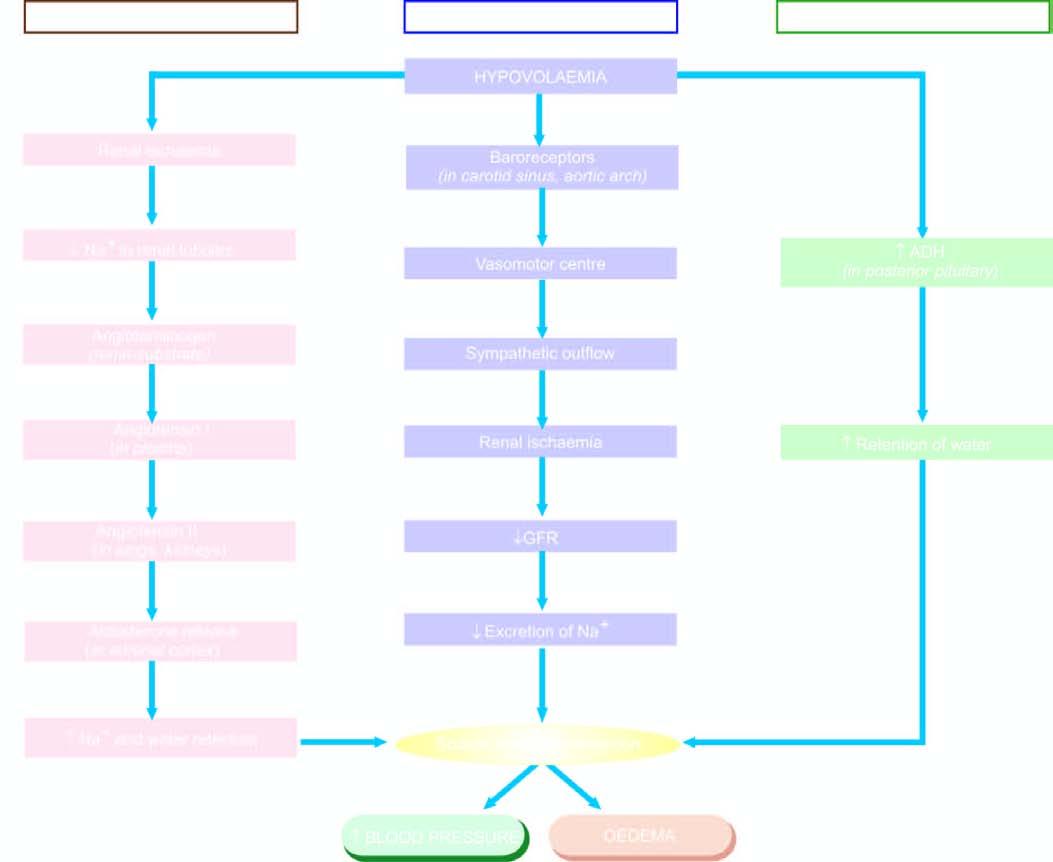 HYPOVOLAEMIA
Renal ischaemia
↓ Na⁺ in renal tubules
Angiotensinogen
(renin substrate)
Angiotensin I
(in plasma)
Angiotensin II
(in lungs, kidneys)
Aldosterone release
(in adrenal cortex)
↑ Na⁺ and water retention
Baroreceptors
(in carotid sinus, aortic arch)
Vasomotor centre
Sympathetic outflow
Renal ischaemia
↓GFR
↓ Excretion of Na⁺
↑ ADH
(in posterior pituitary)
↑ Retention of water
↑ BLOOD PRESSURE
OEDEMA